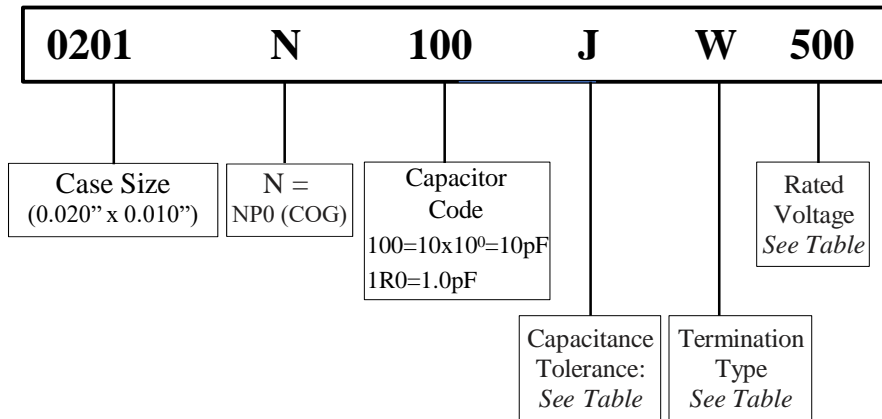 0201 N 100 J W 500
Case Size
(0.020” x 0.010”)
N =
NP0 (COG)
Capacitor
Code
100=10x10⁰=10pF
1R0=1.0pF
Rated
Voltage
See Table
Capacitance
Tolerance:
See Table
Termination
Type
See Table